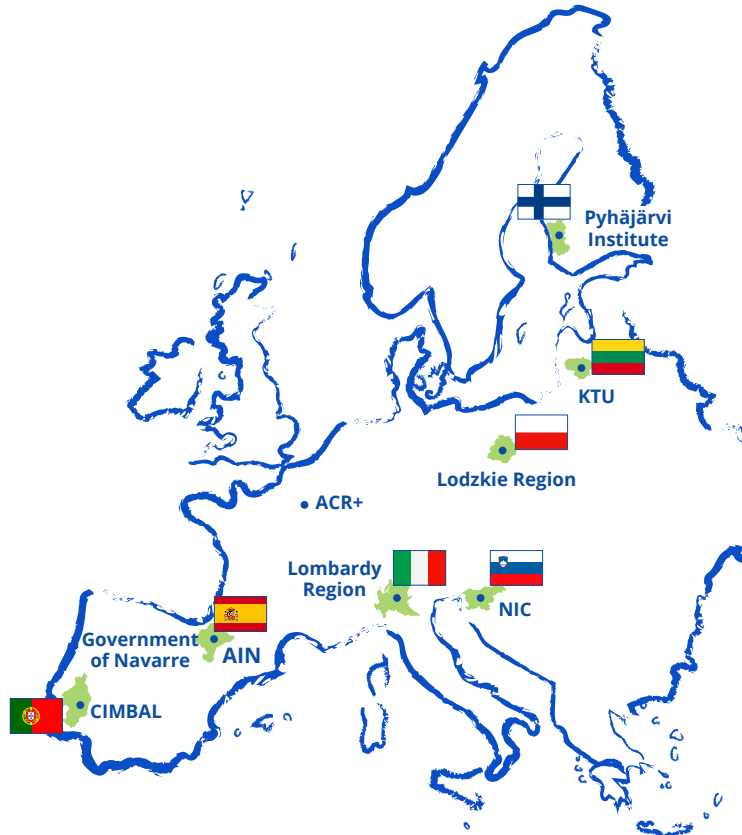 Pyhäjärvi
Institute
KTU
Lodzkie Region
ACR+
Lombardy
Region
NIC
Government
of Navarre
AIN
CIMBAL